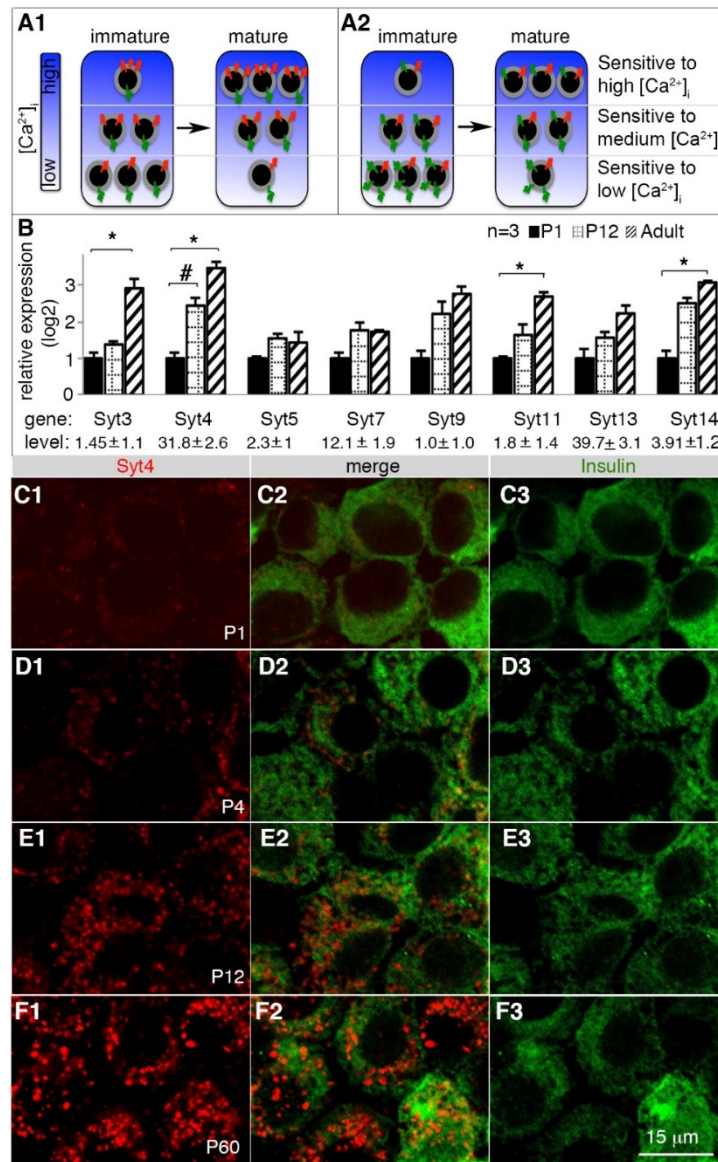 A1 immature mature
A2 immature mature
[Ca²⁺]ᵢ
low high
Sensitive to
high [Ca²⁺]ᵢ
Sensitive to
medium [Ca²⁺]ᵢ
Sensitive to
low [Ca²⁺]ᵢ
B
n=3 P1 P12 Adult
* # * * *
relative expression
(log2)
3
2
1
0
gene: Syt3 Syt4 Syt5 Syt7 Syt9 Syt11 Syt13 Syt14
level: 1.45±1.1 31.8±2.6 2.3±1 12.1 ± 1.9 1.0±1.0 1.8 ± 1.4 39.7± 3.1 3.91±1.2
Syt4 merge Insulin
C1 C2 C3
P1
D1 D2 D3
P4
E1 E2 E3
P12
F1 F2 F3
P60
15 µm